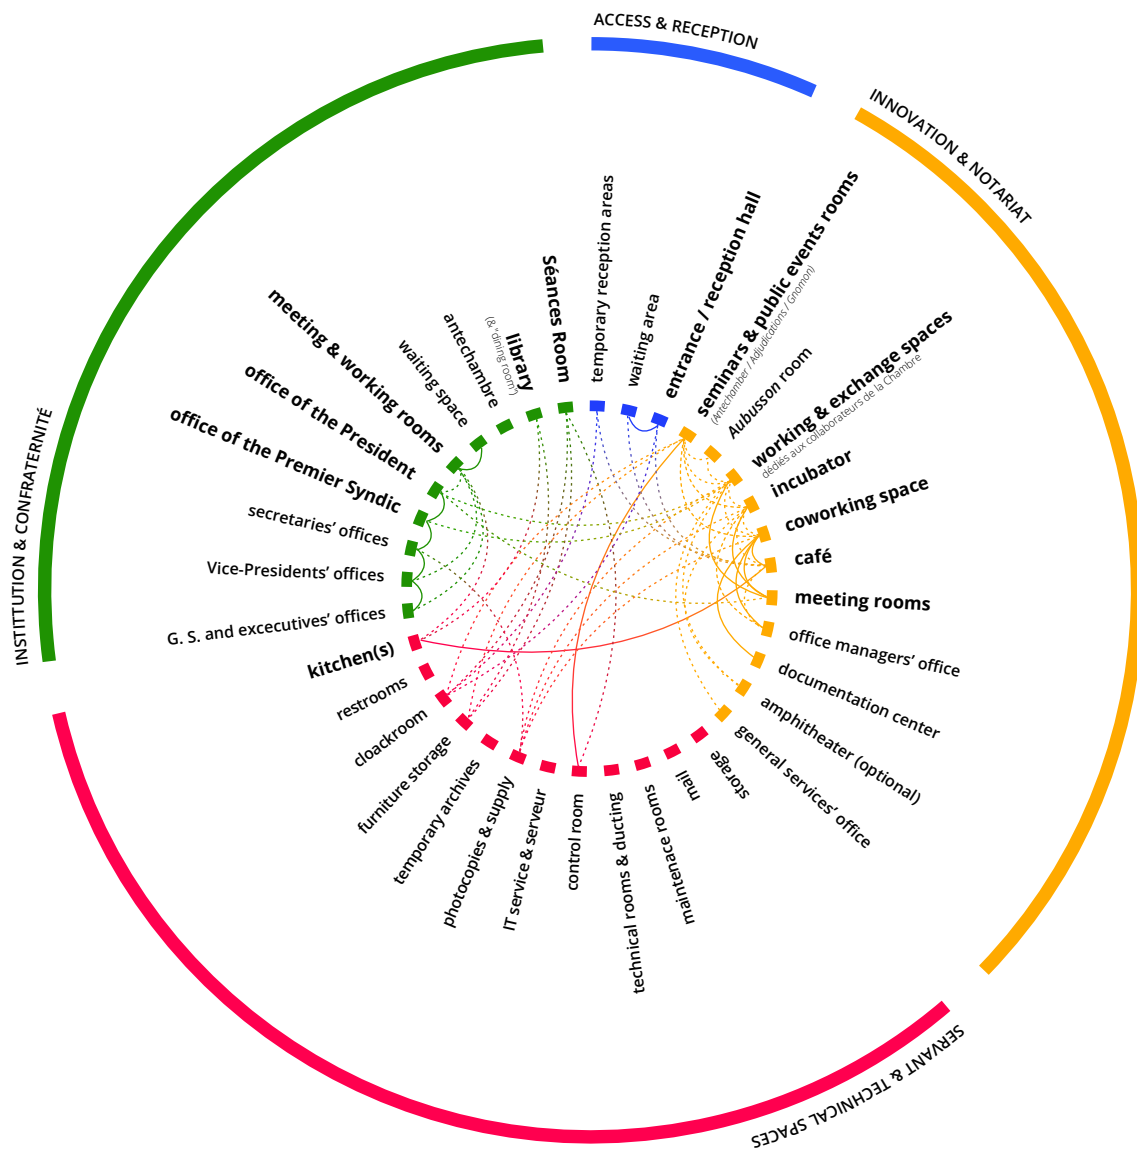 ACCESS & RECEPTION
INNOVATION & NOTARIAT
SERVANT & TECHNICAL SPACES
INSTITUTION & CONFRATERNITÉ
temporary reception areas
waiting area
entrance / reception hall
seminars & public events rooms
(Antechamber / Adjudications / Gnomon)
Aubusson room
working & exchange spaces
dédiés aux collaborateurs de la Chambre
incubator
coworking space
café
meeting rooms
office managers’ office
documentation center
amphitheater (optional)
general services’ office
storage
mail
maintenace rooms
technical rooms & ducting
control room
IT service & serveur
photocopies & supply
temporary archives
furniture storage
cloackroom
restrooms
kitchen(s)
G. S. and excecutives’ offices
Vice-Presidents’ offices
secretaries’ offices
office of the Premier Syndic
office of the President
meeting & working rooms
waiting space
antechambre
library
(& "dining room")
Séances Room